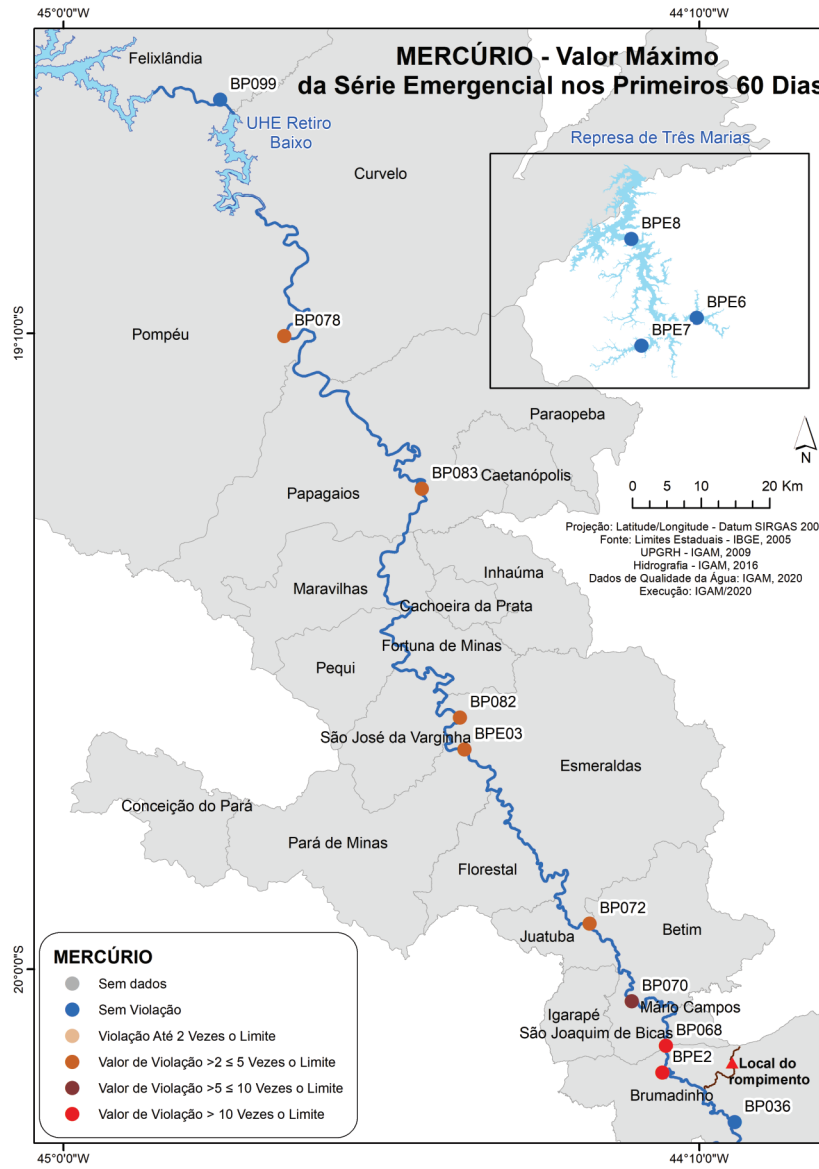 45°0'0"W
44°10'0"W
MERCÚRIO - Valor Máximo
da Série Emergencial nos Primeiros 60 Dias
Felixlândia
BP099
UHE Retiro
Baixo
Represa de Três Marias
Curvelo
BPE8
BPE6
BPE7
19°10'0"S
Pompéu
BP078
Paraopeba
N
BP083
Caetanópolis
Papagaios
0 5 10 20 Km
Projeção: Latitude/Longitude - Datum SIRGAS 200
Fonte: Limites Estaduais - IBGE, 2005
UPGRH - IGAM, 2009
Hidrografia - IGAM, 2016
Dados de Qualidade da Água: IGAM, 2020
Execução: IGAM/2020
Inhaúma
Maravilhas
Cachoeira da Prata
Fortuna de Minas
Pequi
BP082
São José da Varginha
BPE03
Esmeraldas
Conceição do Pará
Pará de Minas
Florestal
BP072
Juatuba
Betim
20°0'0"S
BP070
Mário Campos
Igarapé
São Joaquim de Bicas
BP068
BPE2
Local do
rompimento
Brumadinho
BP036
MERCÚRIO
Sem dados
Sem Violação
Violação Até 2 Vezes o Limite
Valor de Violação >2 ≤ 5 Vezes o Limite
Valor de Violação >5 ≤ 10 Vezes o Limite
Valor de Violação > 10 Vezes o Limite
45°0'0"W
44°10'0"W